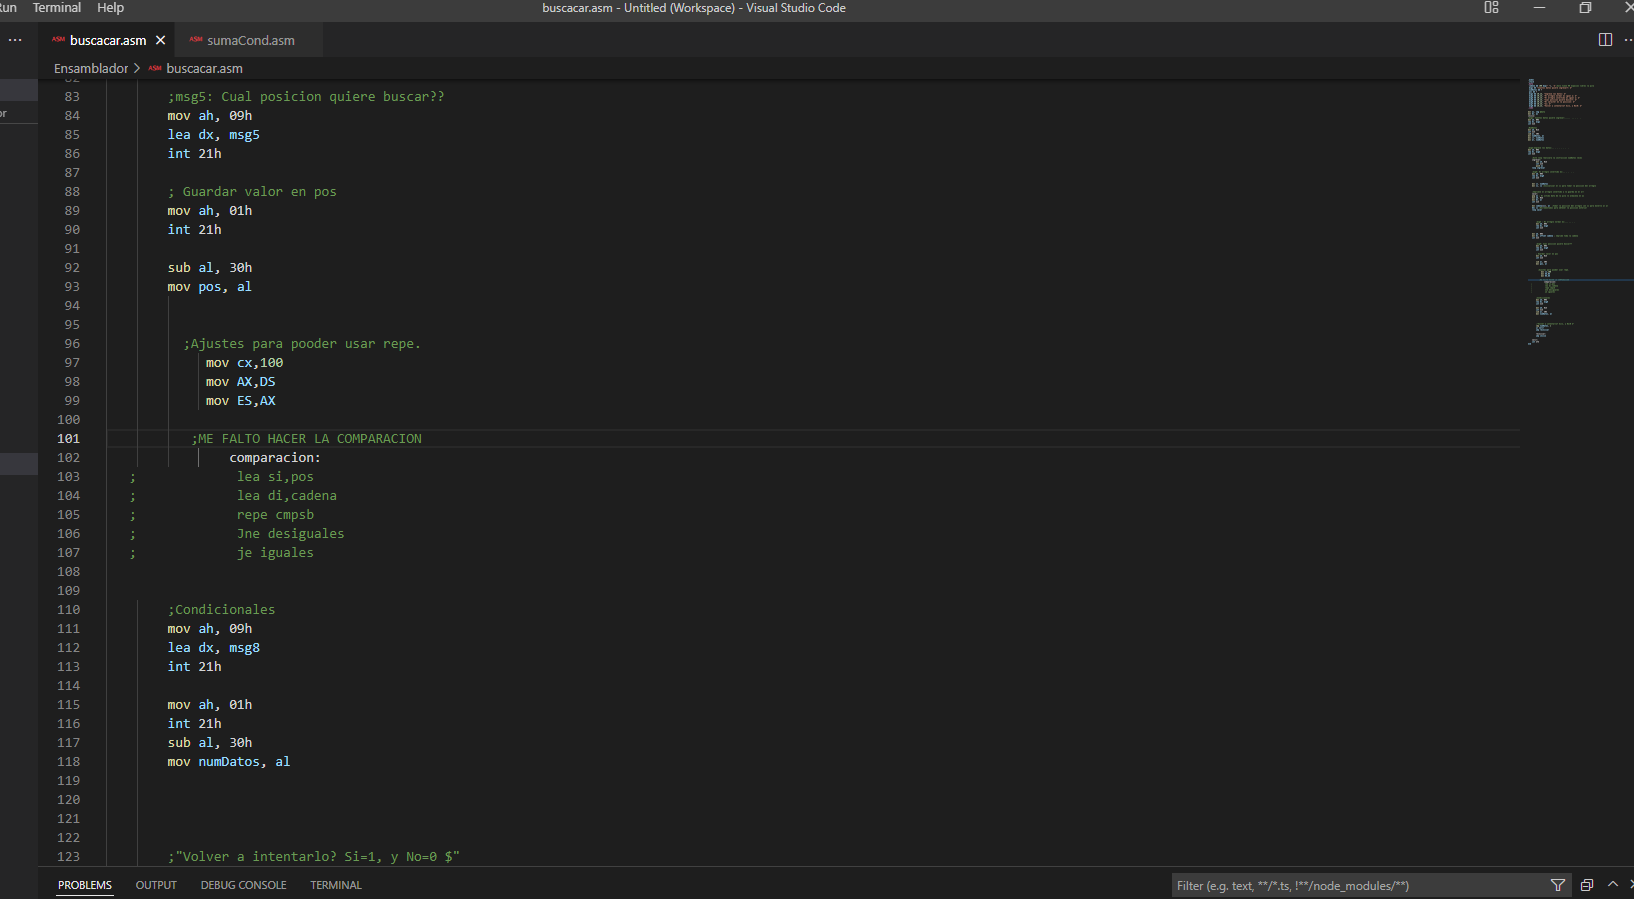 Run Terminal Help
buscacar.asm - Untitled (Workspace) - Visual Studio Code
ASM buscacar.asm
ASM sumaCond.asm
Ensamblador > ASM buscacar.asm
82
83 ;msg5: Cual posicion quiere buscar??
84 mov ah, 09h
85 lea dx, msg5
86 int 21h
87
88 ; Guardar valor en pos
89 mov ah, 01h
90 int 21h
91
92 sub al, 30h
93 mov pos, al
94
95
96 ;Ajustes para pooder usar repe.
97 mov cx,100
98 mov AX,DS
99 mov ES,AX
100
101 ;ME FALTO HACER LA COMPARACION
102 comparacion:
103 ; lea si,pos
104 ; lea di,cadena
105 ; repe cmpsb
106 ; Jne desiguales
107 ; je iguales
108
109
110 ;Condicionales
111 mov ah, 09h
112 lea dx, msg8
113 int 21h
114
115 mov ah, 01h
116 int 21h
117 sub al, 30h
118 mov numDatos, al
119
120
121
122
123 ;"Volver a intentarlo? Si=1, y No=0 $"
PROBLEMS OUTPUT DEBUG CONSOLE TERMINAL
Filter (e.g. text, **/*.ts, !**/node_modules/**)